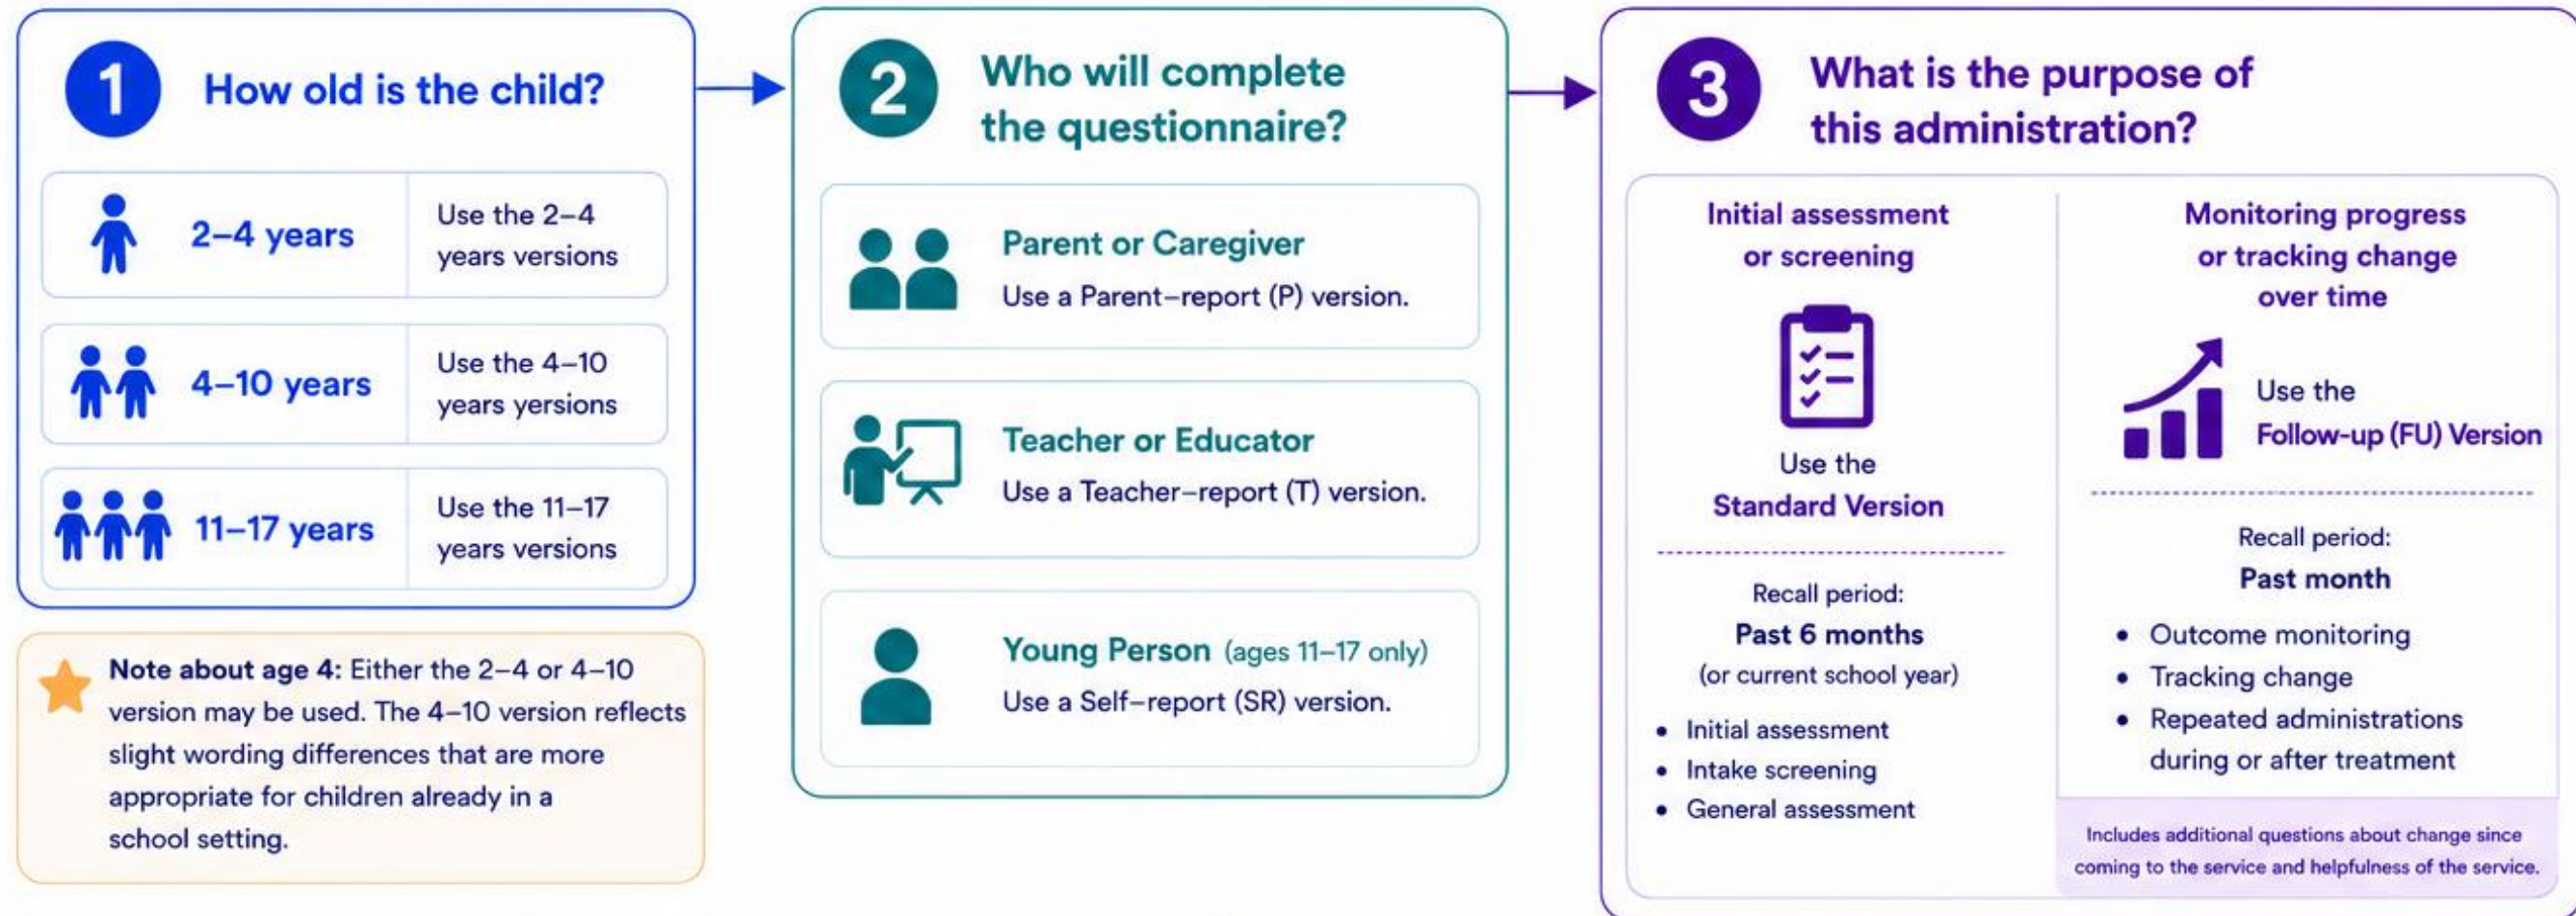 1
How old is the child?
2–4 years
Use the 2–4
years versions
4–10 years
Use the 4–10
years yersions
11–17 years
Use the 11–17
years versions
Note about age 4: Either the 2–4 or 4–10
version may be used. The 4–10 version reflects
slight wording differences that are more
appropriate for children already in a
school setting.
2
Who will complete
the questionnaire?
Parent or Caregiver
Use a Parent–report (P) version.
Teacher or Educator
Use a Teacher–report (T) version.
Young Person (ages 11–17 only)
Use a Self–report (SR) version.
3
What is the purpose of
this administration?
Initial assessment
or screening
Use the
Standard Version
Recall period:
Past 6 months
(or current school year)
• Initial assessment
• Intake screening
• General assessment
Monitoring progress
or tracking change
over time
Use the
Follow-up (FU) Version
Recall period:
Past month
• Outcome monitoring
• Tracking change
• Repeated administrations
during or after treatment
Includes additional questions about change since
coming to the service and helpfulness of the service.